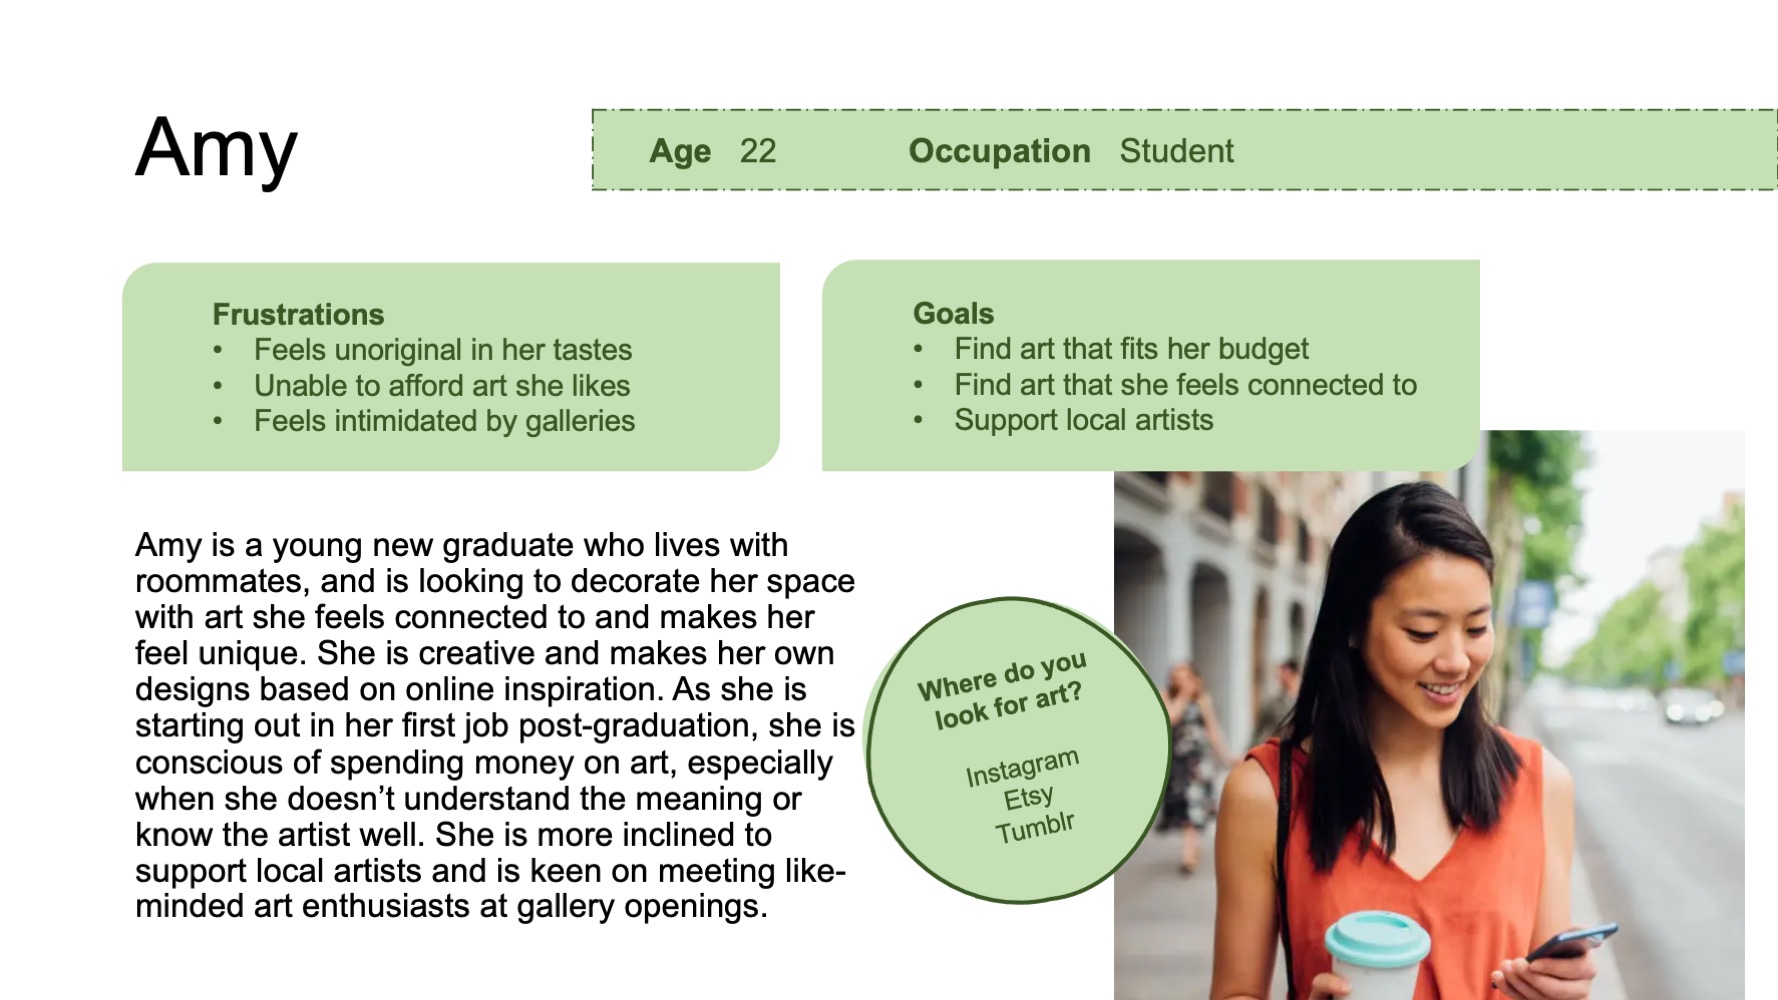 Amy
Age 22 Occupation Student
Frustrations
• Feels unoriginal in her tastes
• Unable to afford art she likes
• Feels intimidated by galleries
Goals
• Find art that fits her budget
• Find art that she feels connected to
• Support local artists
Amy is a young new graduate who lives with
roommates, and is looking to decorate her space
with art she feels connected to and makes her
feel unique. She is creative and makes her own
designs based on online inspiration. As she is
starting out in her first job post-graduation, she is
conscious of spending money on art, especially
when she doesn’t understand the meaning or
know the artist well. She is more inclined to
support local artists and is keen on meeting like-
minded art enthusiasts at gallery openings.
Where do you
look for art?
Instagram
Etsy
Tumblr